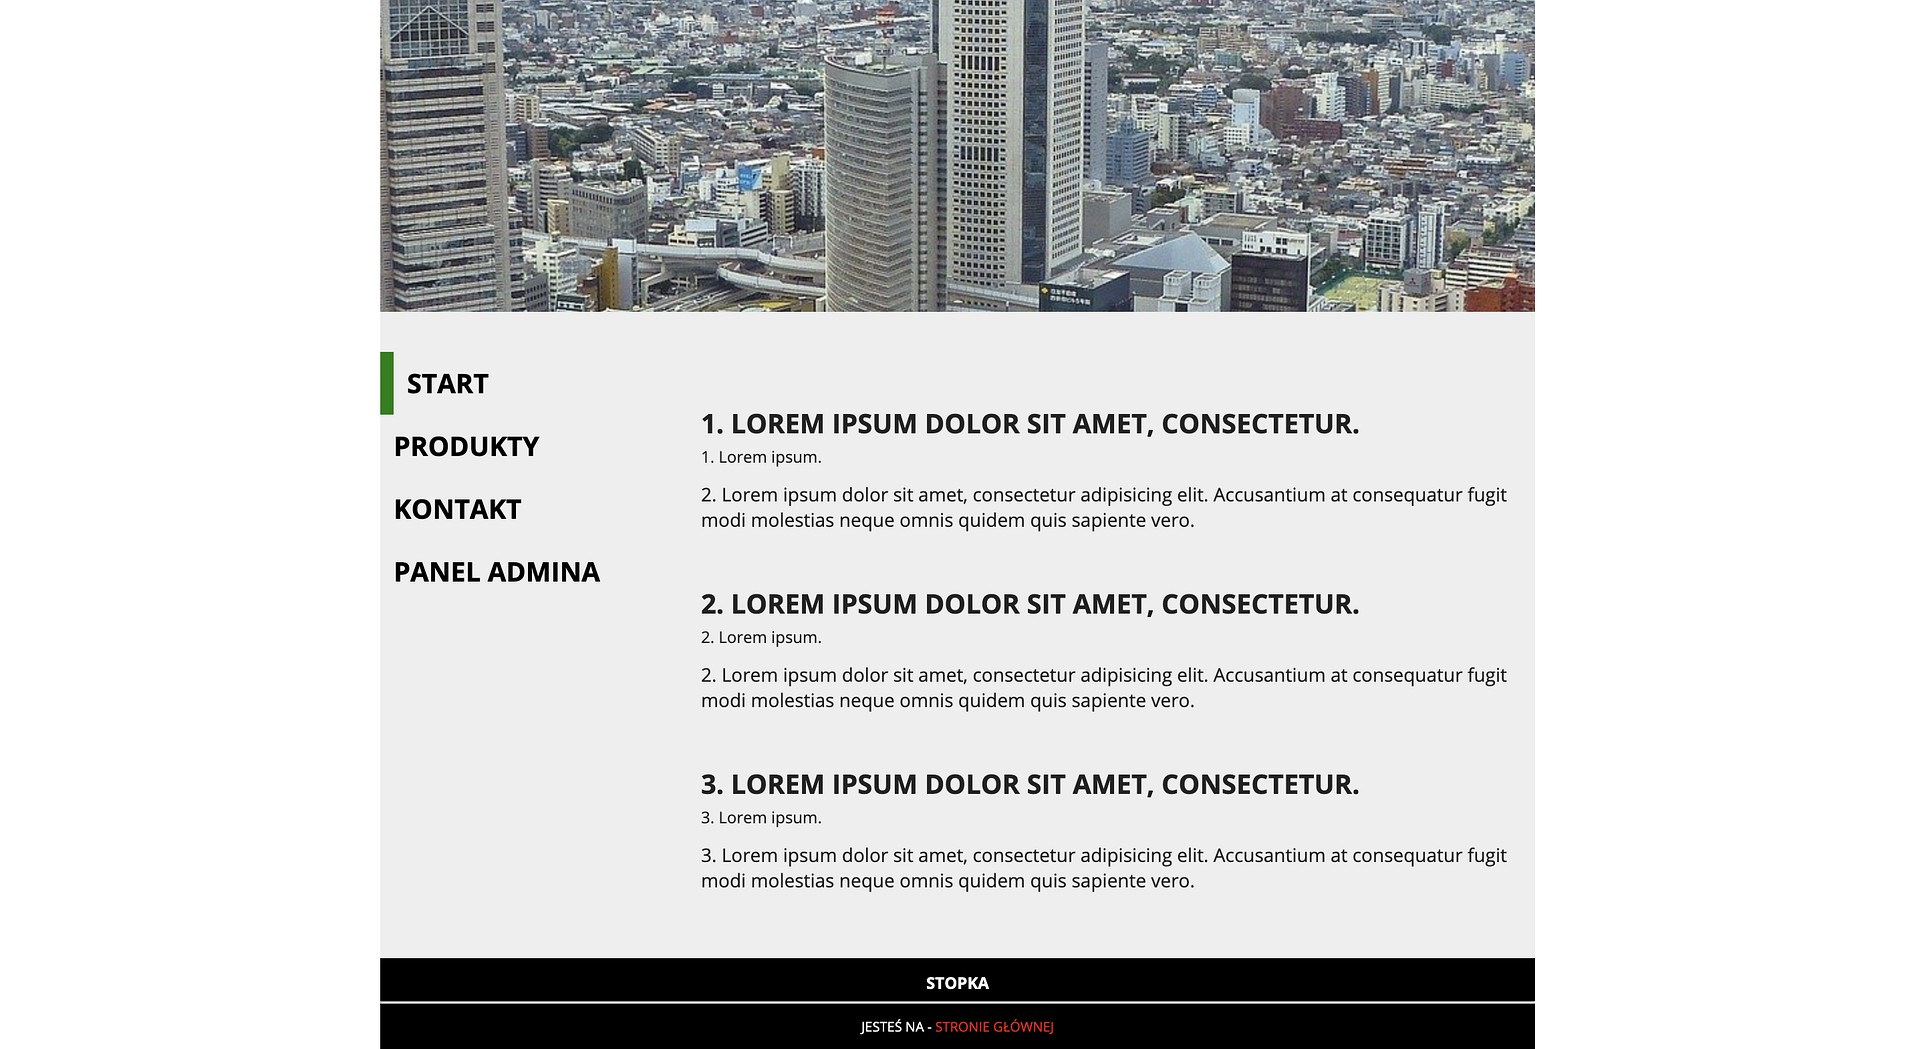 START
PRODUKTY
KONTAKT
PANEL ADMINA
1. LOREM IPSUM DOLOR SIT AMET, CONSECTETUR.
1. Lorem ipsum.
2. Lorem ipsum dolor sit amet, consectetur adipisicing elit. Accusantium at consequatur fugit
modi molestias neque omnis quidem quis sapiente vero.
2. LOREM IPSUM DOLOR SIT AMET, CONSECTETUR.
2. Lorem ipsum.
2. Lorem ipsum dolor sit amet, consectetur adipisicing elit. Accusantium at consequatur fugit
modi molestias neque omnis quidem quis sapiente vero.
3. LOREM IPSUM DOLOR SIT AMET, CONSECTETUR.
3. Lorem ipsum.
3. Lorem ipsum dolor sit amet, consectetur adipisicing elit. Accusantium at consequatur fugit
modi molestias neque omnis quidem quis sapiente vero.
STOPKA
JESTEŚ NA - STRONIE GŁÓWNEJ